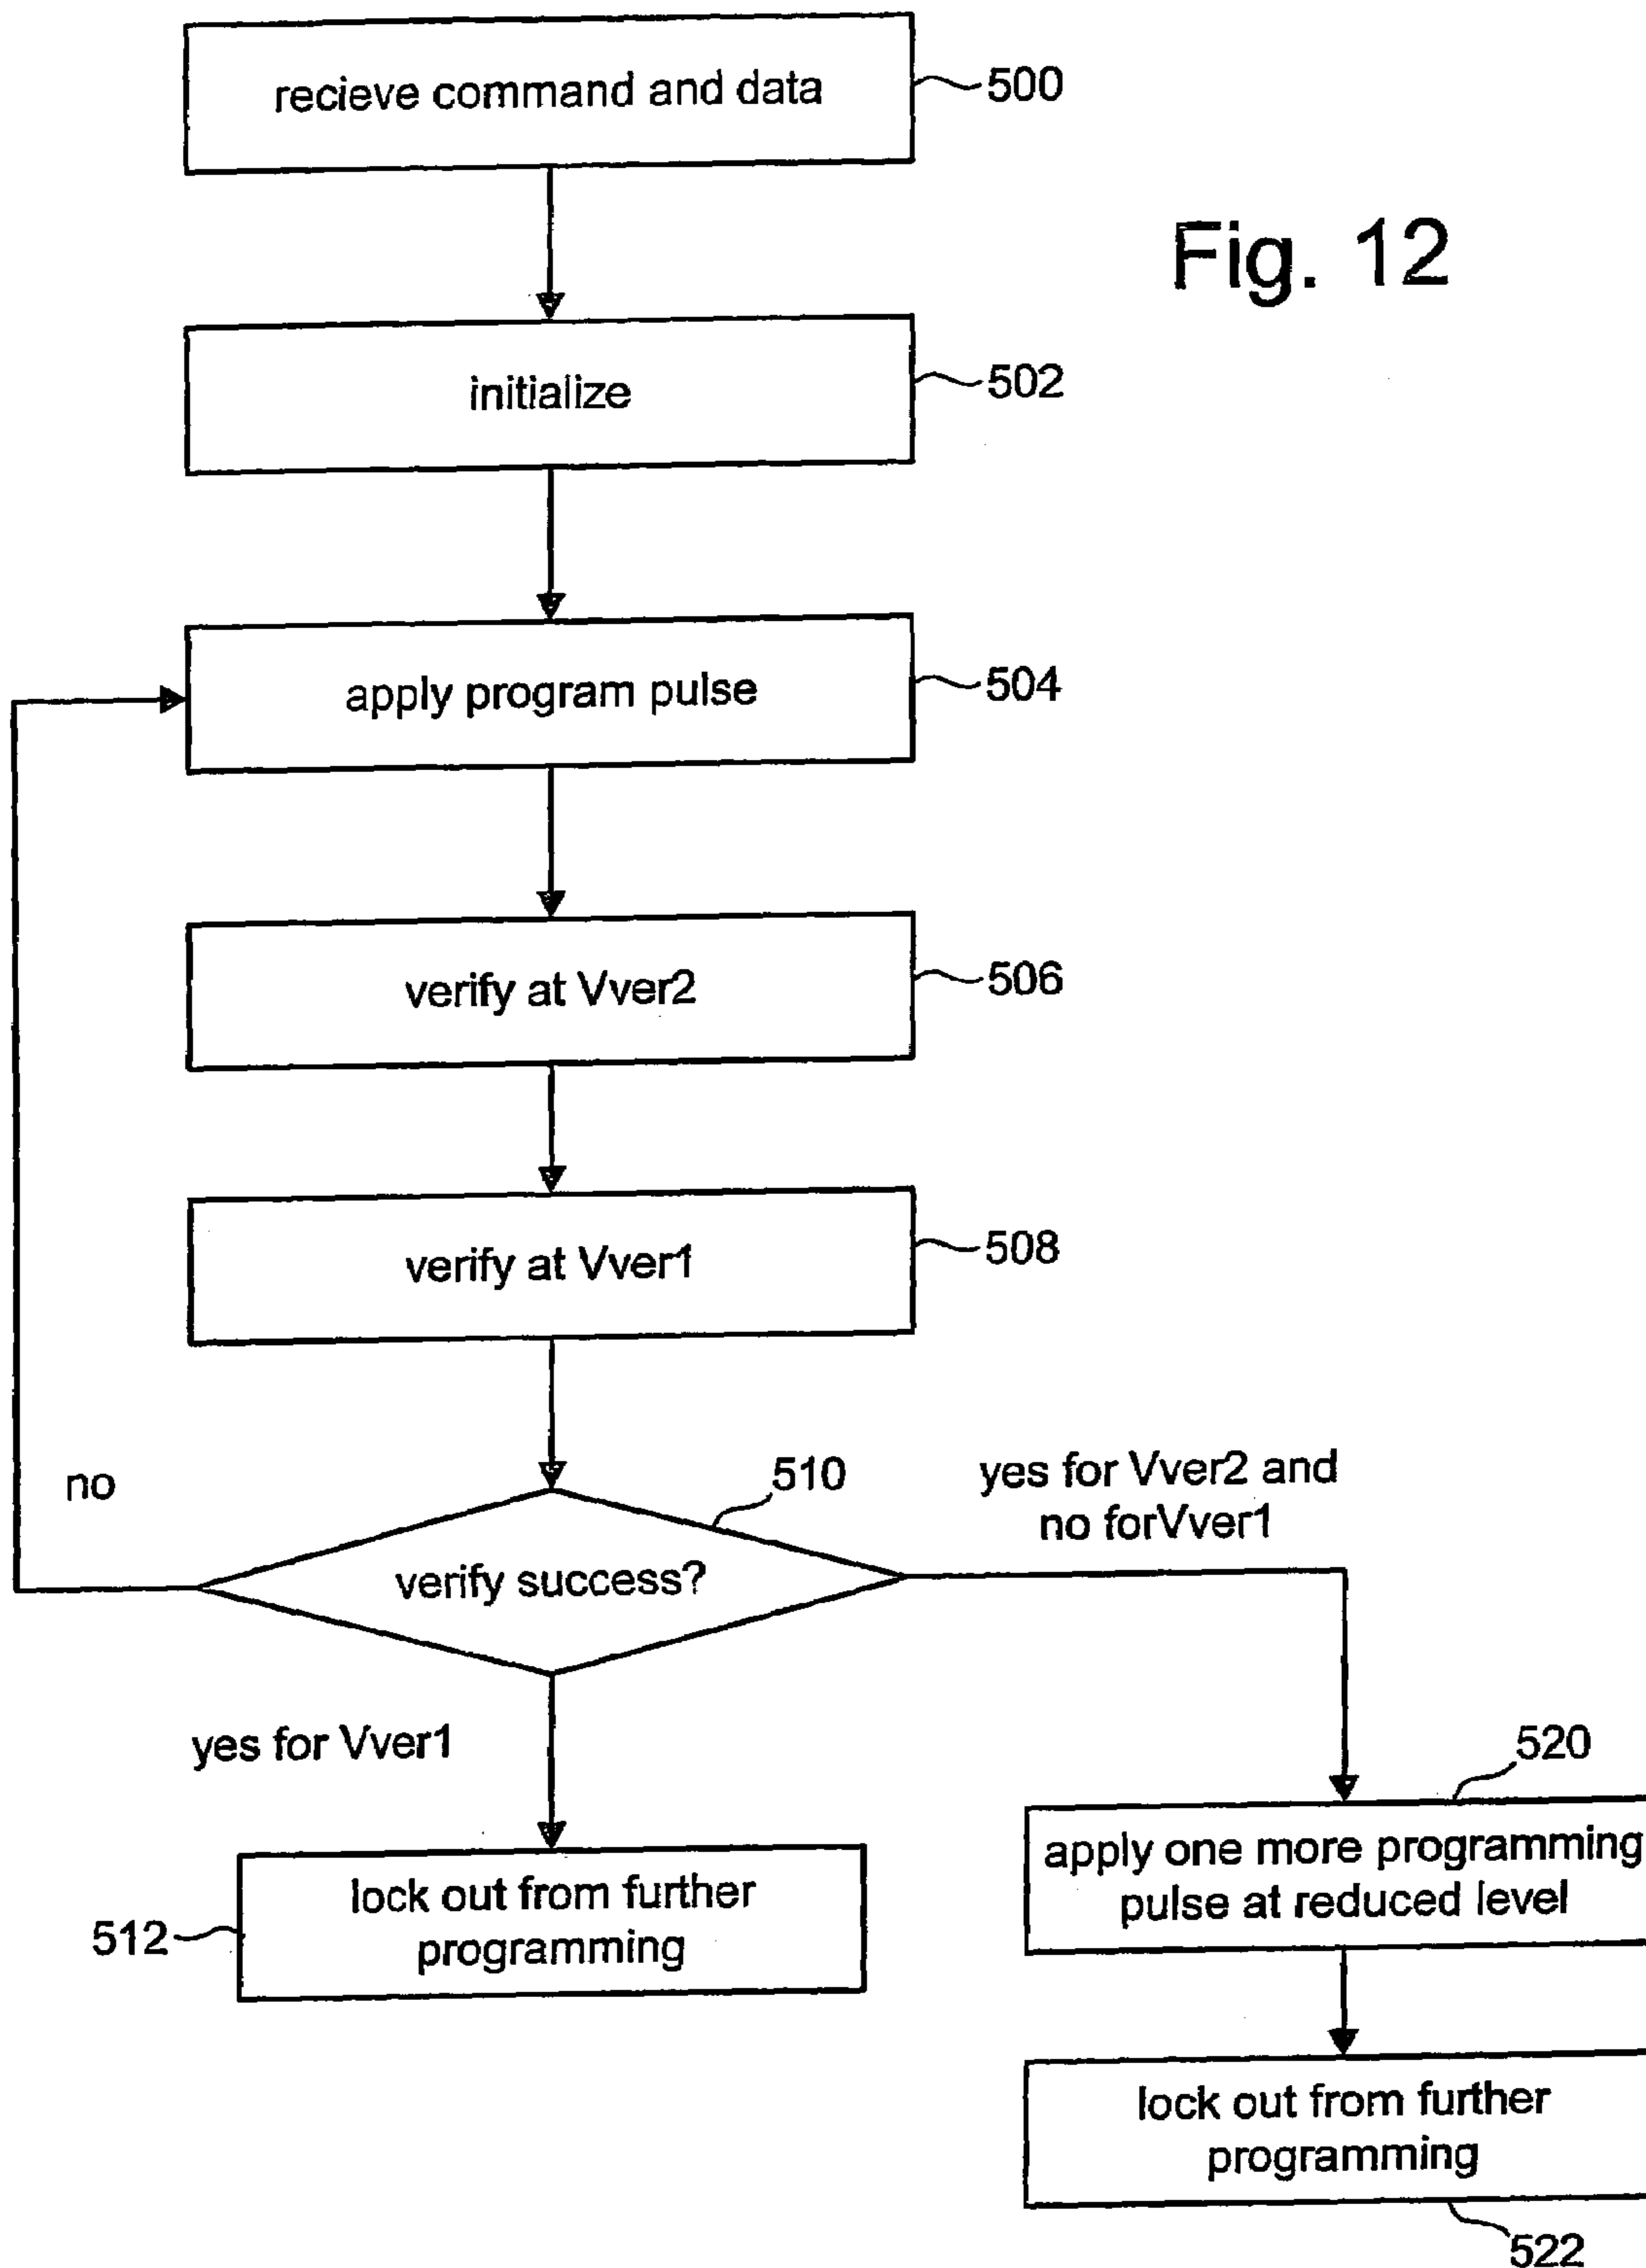 recieve command and data
500
Fig. 12
initialize
502
apply program pulse
504
verify at Vver2
506
verify at Vver1
508
no
510
yes for Vver2 and
no forVver1
verify success?
yes for Vver1
520
apply one more programming
pulse at reduced level
lock out from further
programming
512
lock out from further
programming
522